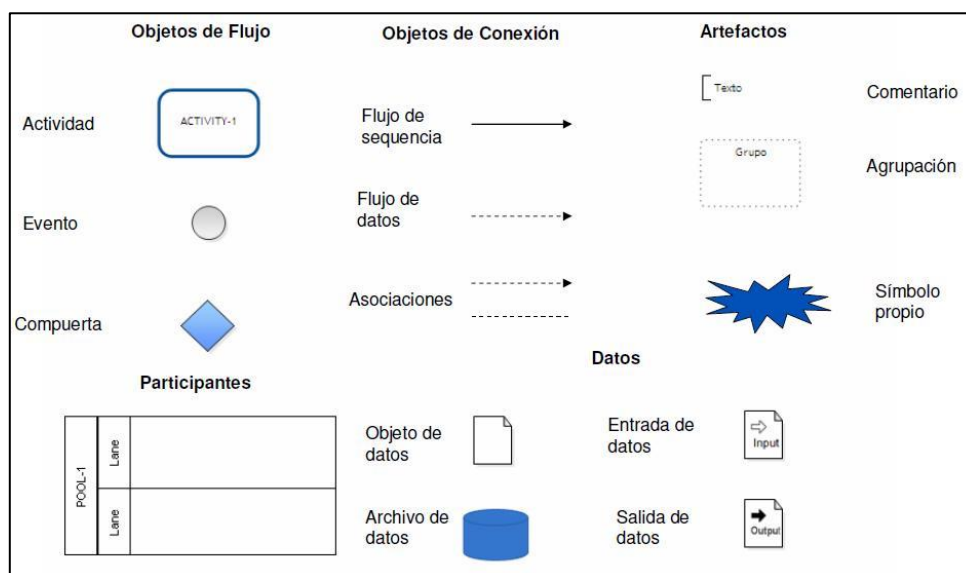 Objetos de Flujo
Objetos de Conexión
Artefactos
Actividad
ACTIVITY-1
Flujo de
sequencia
Texto
Comentario
Grupo
Agrupación
Evento
Flujo de
datos
Compuerta
Asociaciones
Símbolo
propio
Participantes
Datos
POOL-1
Lane
Lane
Objeto de
datos
Entrada de
datos
Input
Archivo de
datos
Salida de
datos
Output